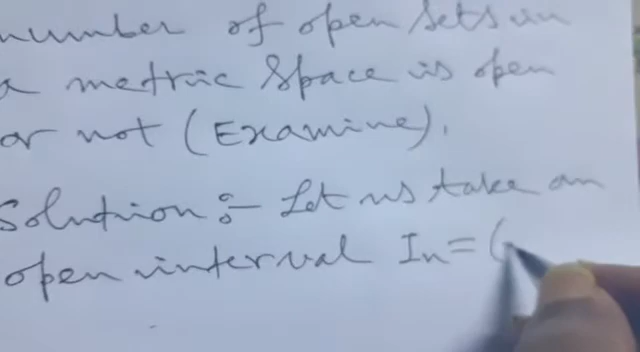 number of open sets in
a metric space is open
or not (Examine).
Solution :- Let us take an
open interval In = (